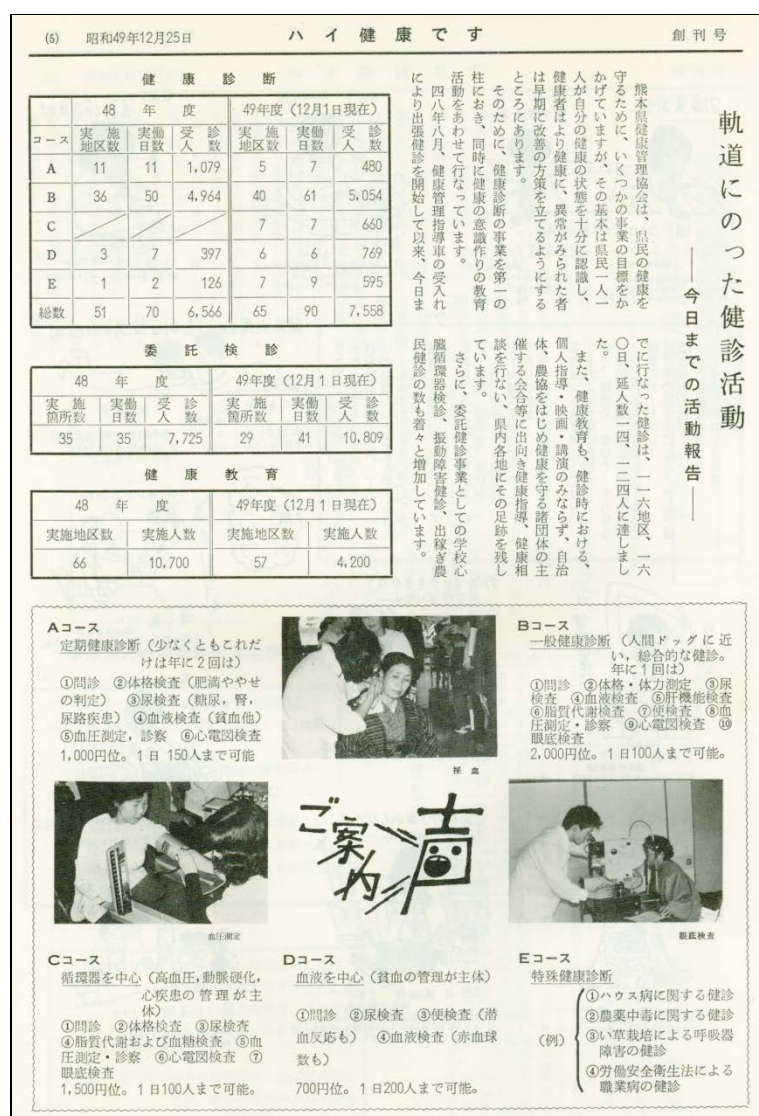 (5) 昭和49年12月25日 ハイ健康です 創刊号
軌道にのった健診活動
――今日までの活動報告――
熊本県健康管理協会は、県民の健康を
守るために、いくつかの事業の目標をか
かげていますが、その基本は県民一人一
人が自分の健康の状態を十分に認識し、
健康者はより健康に、異常がみられた者
は早期に改善の方策を立てるようにする
ところにあります。
そのために、健康診断の事業を第一の
柱におき、同時に健康の意識作りの教育
活動をあわせて行なっています。
四八年八月、健康管理指導車の受入れ
により出張健診を開始して以来、今日ま
でに行なった健診は、一一六地区、一六
〇日、延人数一四、一二四人に達しまし
た。
また、健康教育も、健診時における、
個人指導・映画・講演のみならず、自治
体、農協をはじめ健康を守る諸団体の主
催する会合等に出向き健康指導、健康相
談を行ない、県内各地にその足跡を残し
ています。
さらに、委託健診事業としての学校心
臓循環器検診、振動障害健診、出稼ぎ農
民健診の数も着々と増加しています。
健康診断
コース 48年度 49年度(12月1日現在)
実施地区数 実働日数 受診人数 実施地区数 実働日数 受診人数
A 11 11 1,079 5 7 480
B 36 50 4,964 40 61 5,054
C 7 7 660
D 3 7 397 6 6 769
E 1 2 126 7 9 595
総数 51 70 6,566 65 90 7,558
委託検診
48年度 49年度(12月1日現在)
実施箇所数 実働日数 受診人数 実施箇所数 実働日数 受診人数
35 35 7,725 29 41 10,809
健康教育
48年度 49年度(12月1日現在)
実施地区数 実施人数 実施地区数 実施人数
66 10,700 57 4,200
Aコース
定期健康診断(少なくともこれだ
けは年に2回は)
①問診 ②体格検査(肥満ややせ
の判定) ③尿検査(糖尿,腎,
尿路疾患) ④血液検査(貧血他)
⑤血圧測定,診察 ⑥心電図検査
1,000円位。1日 150人まで可能
採血
Bコース
一般健康診断(人間ドッグに近
い,総合的な健診。
年に1回は)
①問診 ②体格・体力測定 ③尿
検査 ④血液検査 ⑤肝機能検査
⑥脂質代謝検査 ⑦便検査 ⑧血
圧測定・診察 ⑨心電図検査 ⑩
眼底検査
2,000円位。1日100人まで可能。
血圧測定
ご案内
声
眼底検査
Cコース
循環器を中心(高血圧,動脈硬化,
心疾患の管理が主
体)
①問診 ②体格検査 ③尿検査
④脂質代謝および血糖検査 ⑤血
圧測定・診察 ⑥心電図検査 ⑦
眼底検査
1,500円位。1日100人まで可能。
Dコース
血液を中心(貧血の管理が主体)
①問診 ②尿検査 ③便検査(潜
血反応も) ④血液検査(赤血球
数も)
700円位。1日200人まで可能。
Eコース
特殊健康診断
(例)
①ハウス病に関する健診
②農薬中毒に関する健診
③い草栽培による呼吸器
障害の健診
④労働安全衛生法による
職業病の健診